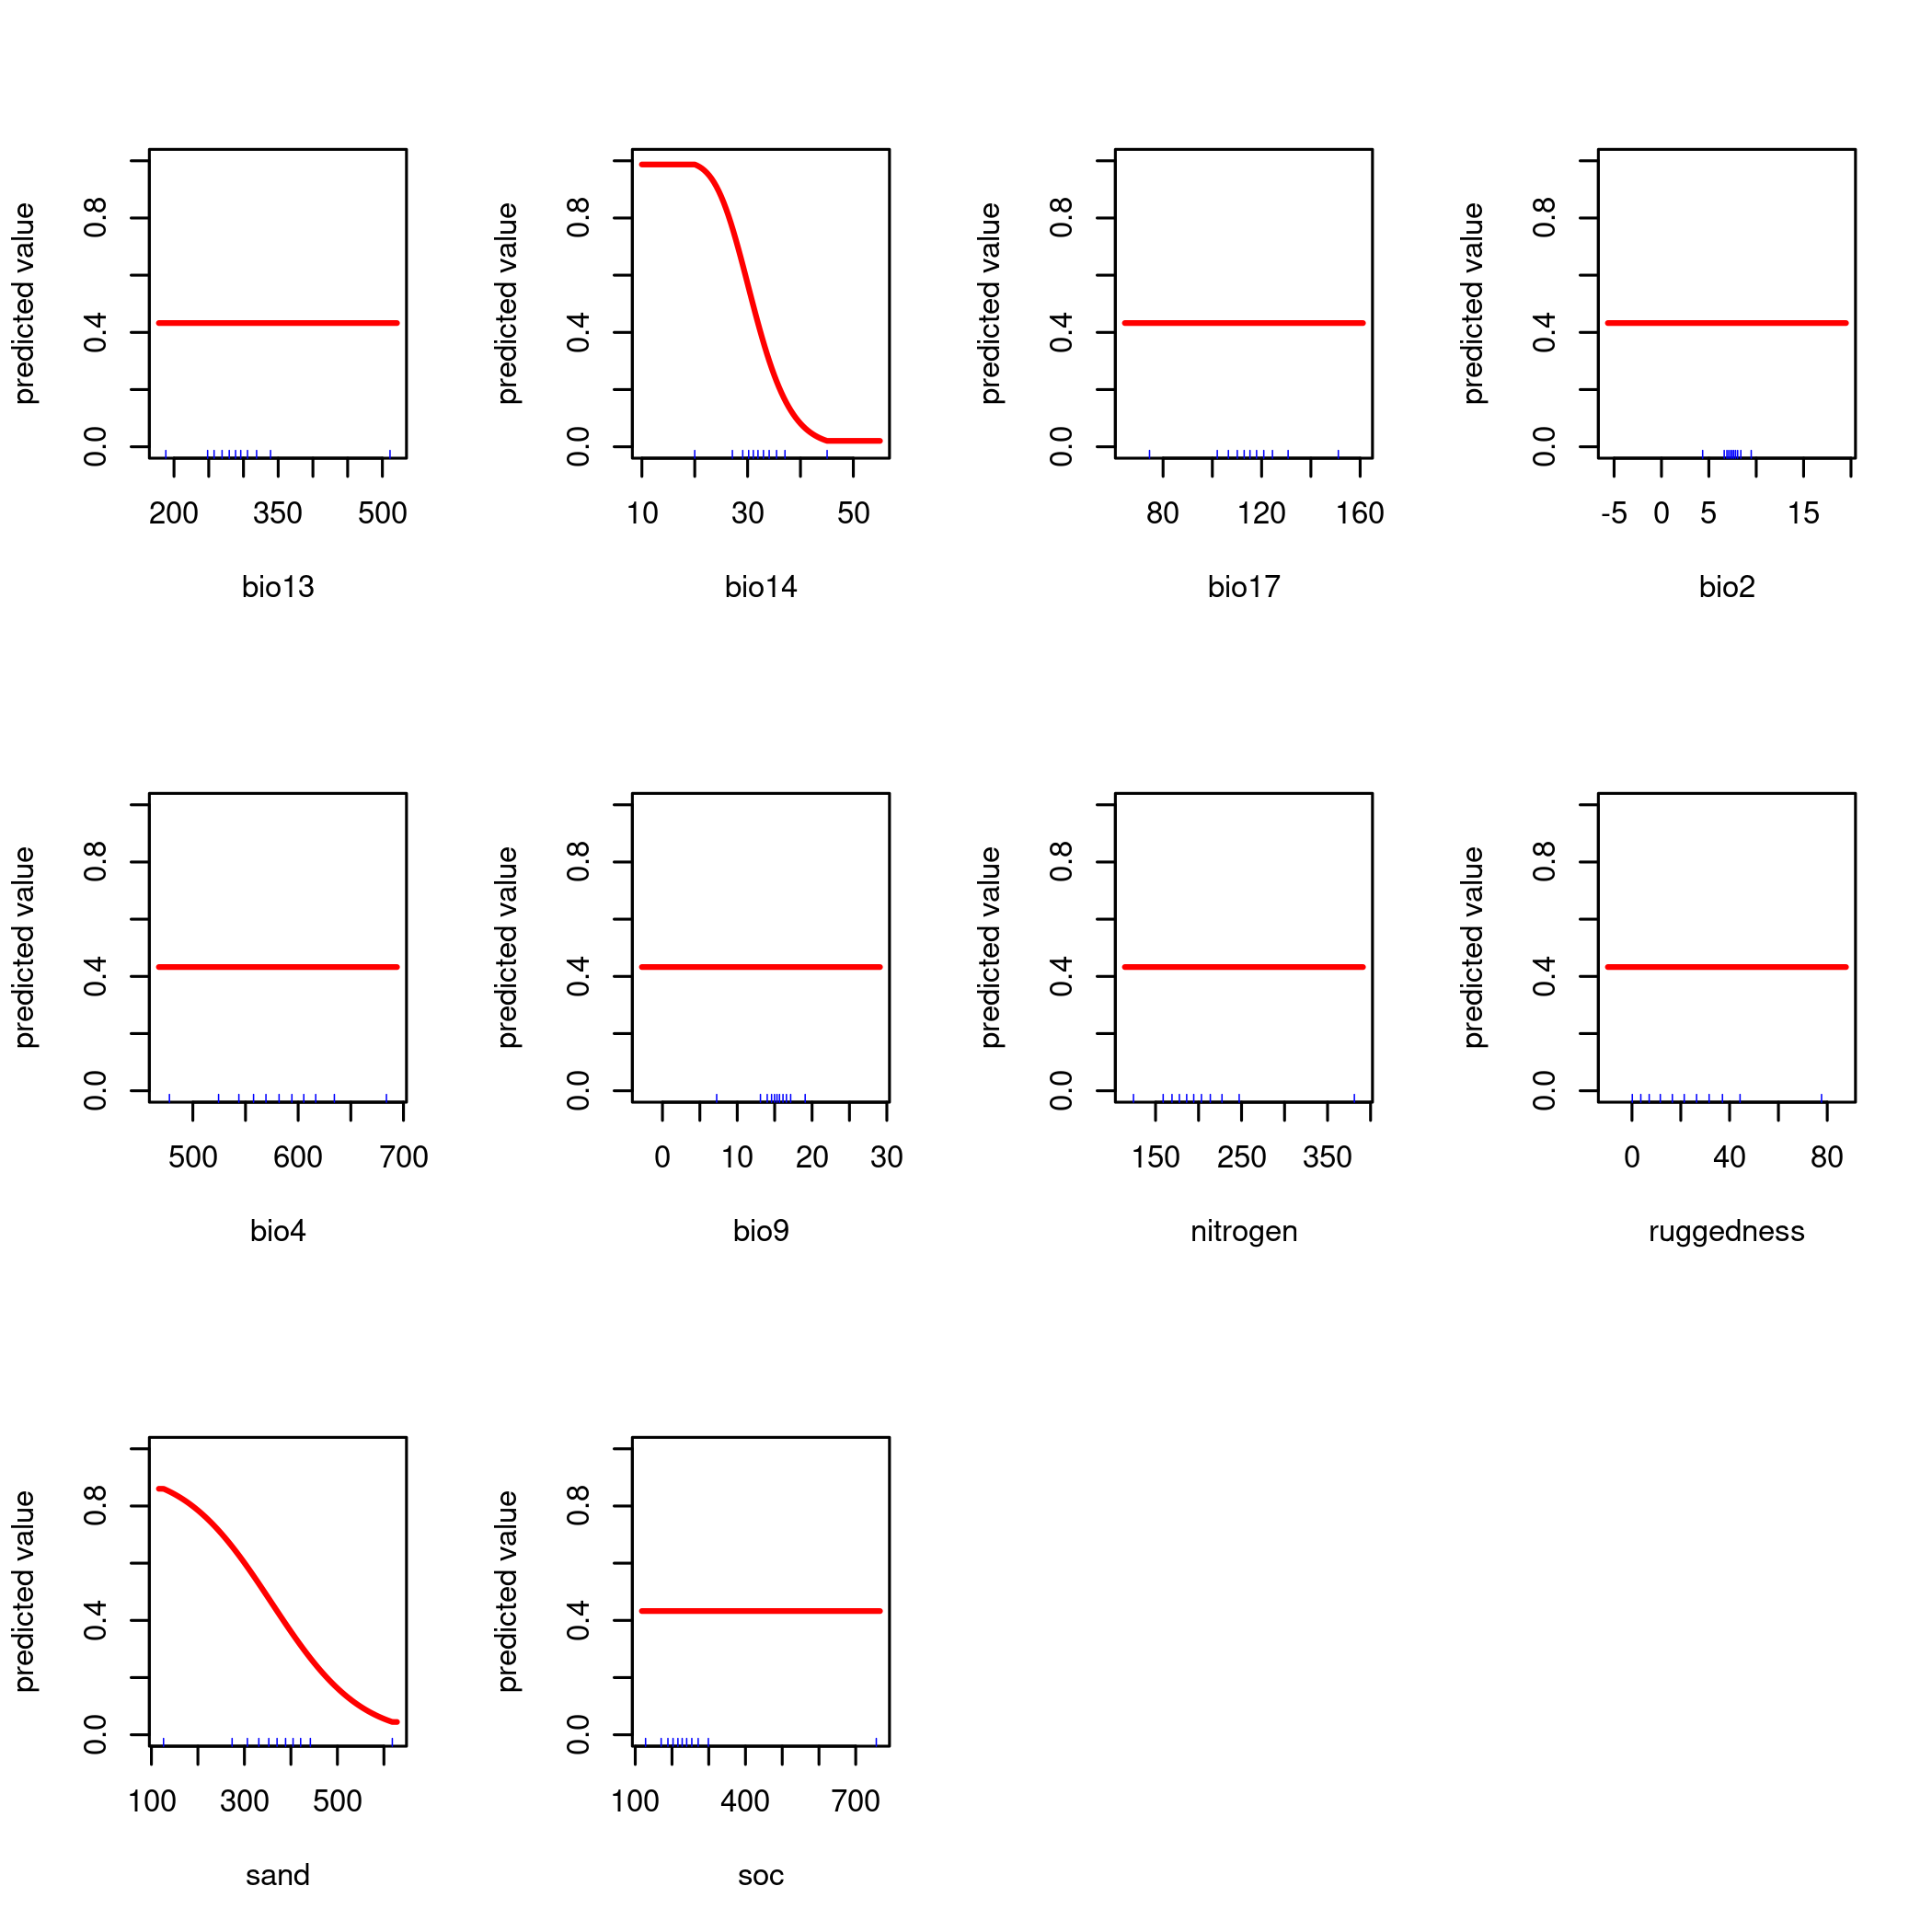 predicted value
0.0 0.4 0.8
200 350 500
bio13
predicted value
0.0 0.4 0.8
10 30 50
bio14
predicted value
0.0 0.4 0.8
80 120 160
bio17
predicted value
0.0 0.4 0.8
-5 0 5 15
bio2
predicted value
0.0 0.4 0.8
500 600 700
bio4
predicted value
0.0 0.4 0.8
0 10 20 30
bio9
predicted value
0.0 0.4 0.8
150 250 350
nitrogen
predicted value
0.0 0.4 0.8
0 40 80
ruggedness
predicted value
0.0 0.4 0.8
100 300 500
sand
predicted value
0.0 0.4 0.8
100 400 700
soc